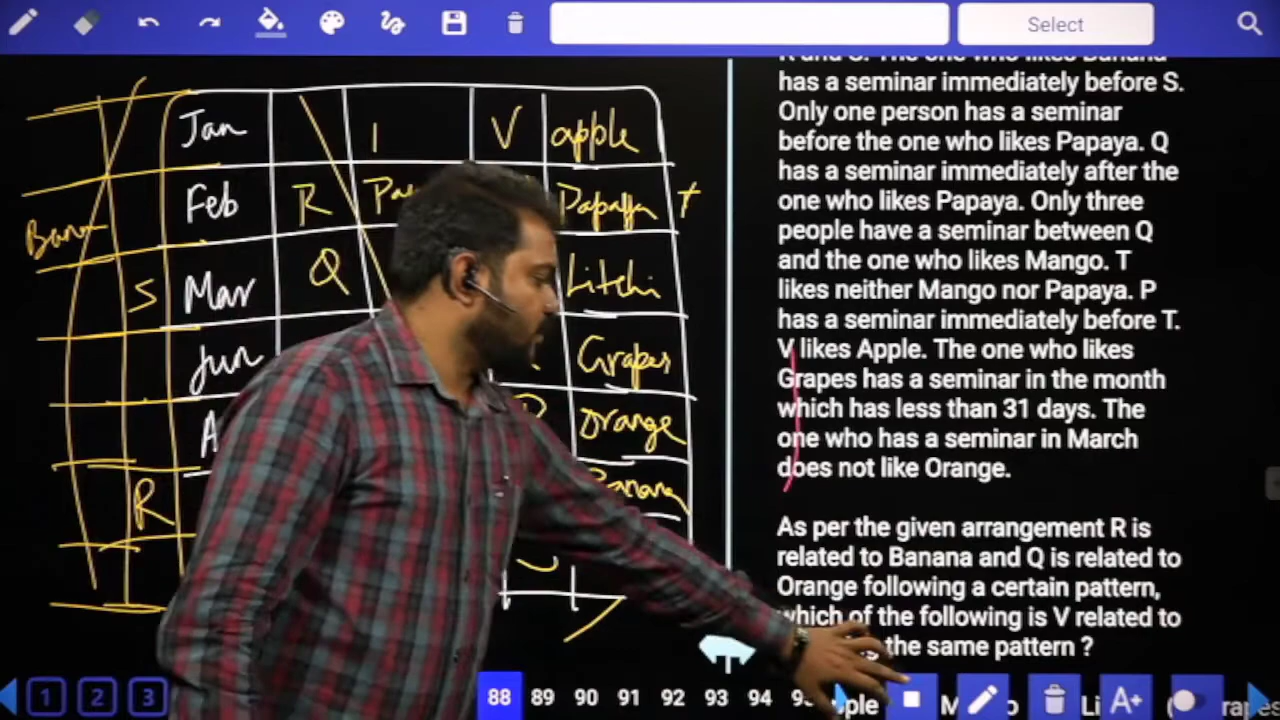 Select
Jan V apple
Feb R Papaya
Bana
S Mar Q Litchi
Jun Grapes
A Orange
R Banana
has a seminar immediately before S.
Only one person has a seminar
before the one who likes Papaya. Q
has a seminar immediately after the
one who likes Papaya. Only three
people have a seminar between Q
and the one who likes Mango. T
likes neither Mango nor Papaya. P
has a seminar immediately before T.
V likes Apple. The one who likes
Grapes has a seminar in the month
which has less than 31 days. The
one who has a seminar in March
does not like Orange.
As per the given arrangement R is
related to Banana and Q is related to
Orange following a certain pattern,
which of the following is V related to
the same pattern ?
1 2 3 88 89 90 91 92 93 94
A+